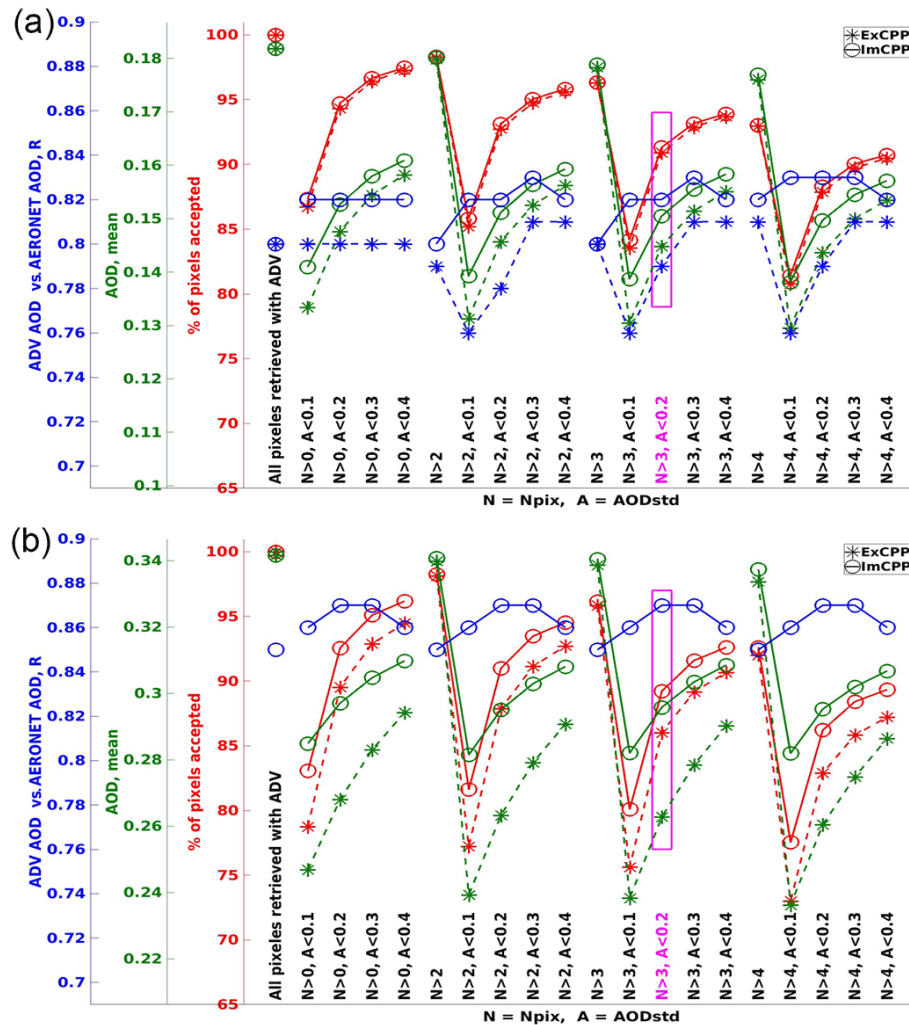 (a)
ADV AOD vs.AERONET AOD, R
0.9
0.88
0.86
0.84
0.82
0.8
0.78
0.76
0.74
0.72
0.7
AOD, mean
0.18
0.17
0.16
0.15
0.14
0.13
0.12
0.11
0.1
% of pixels accepted
100
95
90
85
80
75
70
65
ExCPP
ImCPP
All pixeles retrieved with ADV
N>0, A<0.1
N>0, A<0.2
N>0, A<0.3
N>0, A<0.4
N>2
N>2, A<0.1
N>2, A<0.2
N>2, A<0.3
N>2, A<0.4
N>3
N>3, A<0.1
N>3, A<0.2
N>3, A<0.3
N>3, A<0.4
N>4
N>4, A<0.1
N>4, A<0.2
N>4, A<0.3
N>4, A<0.4
N = Npix, A = AODstd
(b)
ADV AOD vs.AERONET AOD, R
0.9
0.88
0.86
0.84
0.82
0.8
0.78
0.76
0.74
0.72
0.7
AOD, mean
0.34
0.32
0.3
0.28
0.26
0.24
0.22
% of pixels accepted
100
95
90
85
80
75
70
65
ExCPP
ImCPP
All pixeles retrieved with ADV
N>0, A<0.1
N>0, A<0.2
N>0, A<0.3
N>0, A<0.4
N>2
N>2, A<0.1
N>2, A<0.2
N>2, A<0.3
N>2, A<0.4
N>3
N>3, A<0.1
N>3, A<0.2
N>3, A<0.3
N>3, A<0.4
N>4
N>4, A<0.1
N>4, A<0.2
N>4, A<0.3
N>4, A<0.4
N = Npix, A = AODstd